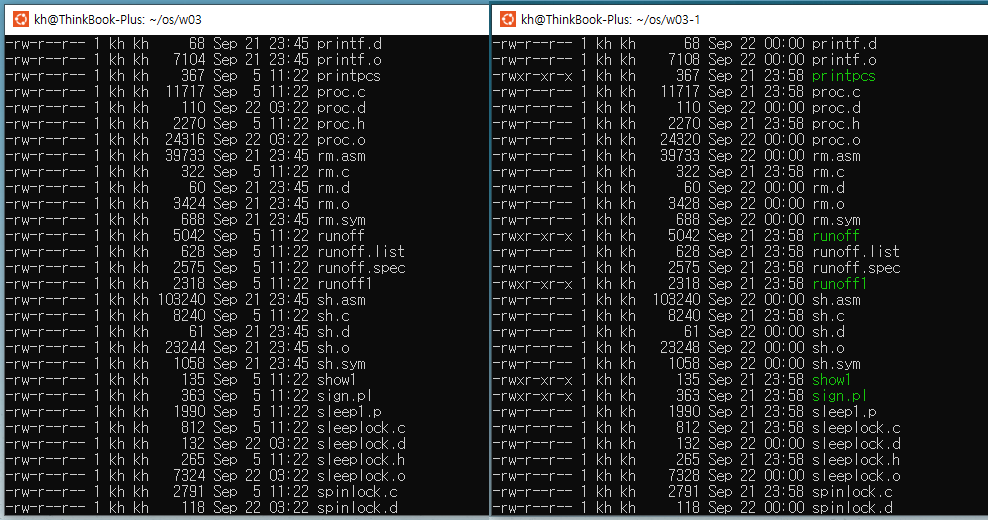 kh@ThinkBook-Plus: ~/os/w03
-rw-r--r-- 1 kh kh     68 Sep 21 23:45 printf.d
-rw-r--r-- 1 kh kh   7104 Sep 21 23:45 printf.o
-rw-r--r-- 1 kh kh    367 Sep  5 11:22 printpcs
-rw-r--r-- 1 kh kh  11717 Sep  5 11:22 proc.c
-rw-r--r-- 1 kh kh    110 Sep 22 03:22 proc.d
-rw-r--r-- 1 kh kh   2270 Sep  5 11:22 proc.h
-rw-r--r-- 1 kh kh  24316 Sep 22 03:22 proc.o
-rw-r--r-- 1 kh kh  39733 Sep 21 23:45 rm.asm
-rw-r--r-- 1 kh kh    322 Sep  5 11:22 rm.c
-rw-r--r-- 1 kh kh     60 Sep 21 23:45 rm.d
-rw-r--r-- 1 kh kh   3424 Sep 21 23:45 rm.o
-rw-r--r-- 1 kh kh    688 Sep 21 23:45 rm.sym
-rw-r--r-- 1 kh kh   5042 Sep  5 11:22 runoff
-rw-r--r-- 1 kh kh    628 Sep  5 11:22 runoff.list
-rw-r--r-- 1 kh kh   2575 Sep  5 11:22 runoff.spec
-rw-r--r-- 1 kh kh   2318 Sep  5 11:22 runoff1
-rw-r--r-- 1 kh kh 103240 Sep 21 23:45 sh.asm
-rw-r--r-- 1 kh kh   8240 Sep  5 11:22 sh.c
-rw-r--r-- 1 kh kh     61 Sep 21 23:45 sh.d
-rw-r--r-- 1 kh kh  23244 Sep 21 23:45 sh.o
-rw-r--r-- 1 kh kh   1058 Sep 21 23:45 sh.sym
-rw-r--r-- 1 kh kh    135 Sep  5 11:22 show1
-rw-r--r-- 1 kh kh    363 Sep  5 11:22 sign.pl
-rw-r--r-- 1 kh kh   1990 Sep  5 11:22 sleep1.p
-rw-r--r-- 1 kh kh    812 Sep  5 11:22 sleeplock.c
-rw-r--r-- 1 kh kh    132 Sep 22 03:22 sleeplock.d
-rw-r--r-- 1 kh kh    265 Sep  5 11:22 sleeplock.h
-rw-r--r-- 1 kh kh   7324 Sep 22 03:22 sleeplock.o
-rw-r--r-- 1 kh kh   2791 Sep  5 11:22 spinlock.c
-rw-r--r-- 1 kh kh    118 Sep 22 03:22 spinlock.d
kh@ThinkBook-Plus: ~/os/w03-1
-rw-r--r-- 1 kh kh     68 Sep 22 00:00 printf.d
-rw-r--r-- 1 kh kh   7108 Sep 22 00:00 printf.o
-rwxr-xr-x 1 kh kh    367 Sep 21 23:58 printpcs
-rw-r--r-- 1 kh kh  11717 Sep 21 23:58 proc.c
-rw-r--r-- 1 kh kh    110 Sep 22 00:00 proc.d
-rw-r--r-- 1 kh kh   2270 Sep 21 23:58 proc.h
-rw-r--r-- 1 kh kh  24320 Sep 22 00:00 proc.o
-rw-r--r-- 1 kh kh  39733 Sep 22 00:00 rm.asm
-rw-r--r-- 1 kh kh    322 Sep 21 23:58 rm.c
-rw-r--r-- 1 kh kh     60 Sep 22 00:00 rm.d
-rw-r--r-- 1 kh kh   3428 Sep 22 00:00 rm.o
-rw-r--r-- 1 kh kh    688 Sep 22 00:00 rm.sym
-rwxr-xr-x 1 kh kh   5042 Sep 21 23:58 runoff
-rw-r--r-- 1 kh kh    628 Sep 21 23:58 runoff.list
-rw-r--r-- 1 kh kh   2575 Sep 21 23:58 runoff.spec
-rwxr-xr-x 1 kh kh   2318 Sep 21 23:58 runoff1
-rw-r--r-- 1 kh kh 103240 Sep 22 00:00 sh.asm
-rw-r--r-- 1 kh kh   8240 Sep 21 23:58 sh.c
-rw-r--r-- 1 kh kh     61 Sep 22 00:00 sh.d
-rw-r--r-- 1 kh kh  23248 Sep 22 00:00 sh.o
-rw-r--r-- 1 kh kh   1058 Sep 22 00:00 sh.sym
-rwxr-xr-x 1 kh kh    135 Sep 21 23:58 show1
-rwxr-xr-x 1 kh kh    363 Sep 21 23:58 sign.pl
-rw-r--r-- 1 kh kh   1990 Sep 21 23:58 sleep1.p
-rw-r--r-- 1 kh kh    812 Sep 21 23:58 sleeplock.c
-rw-r--r-- 1 kh kh    132 Sep 22 00:00 sleeplock.d
-rw-r--r-- 1 kh kh    265 Sep 21 23:58 sleeplock.h
-rw-r--r-- 1 kh kh   7328 Sep 22 00:00 sleeplock.o
-rw-r--r-- 1 kh kh   2791 Sep 21 23:58 spinlock.c
-rw-r--r-- 1 kh kh    118 Sep 22 00:00 spinlock.d